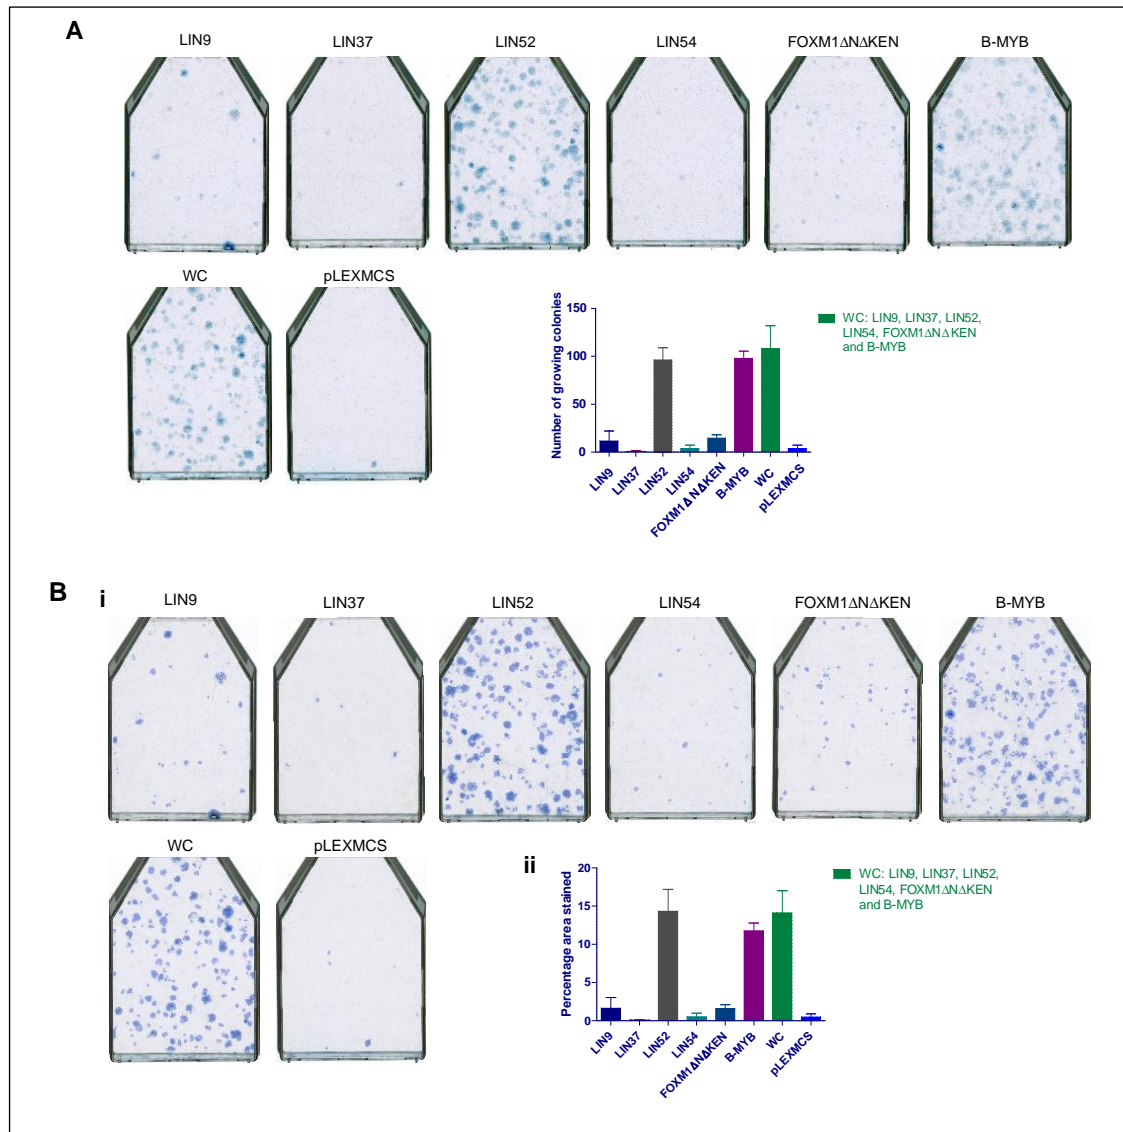 A
LIN9
LIN37
LIN52
LIN54
FOXM1ΔNΔKEN
B-MYB
WC
pLEXMCS
Number of growing colonies
150
100
50
0
LIN9
LIN37
LIN52
LIN54
FOXM1ΔNΔKEN
B-MYB
WC
pLEXMCS
WC: LIN9, LIN37, LIN52,
LIN54, FOXM1ΔNΔKEN
and B-MYB
B
i
LIN9
LIN37
LIN52
LIN54
FOXM1ΔNΔKEN
B-MYB
WC
pLEXMCS
ii
Percentage area stained
20
15
10
5
0
LIN9
LIN37
LIN52
LIN54
FOXM1ΔNΔKEN
B-MYB
WC
pLEXMCS
WC: LIN9, LIN37, LIN52,
LIN54, FOXM1ΔNΔKEN
and B-MYB